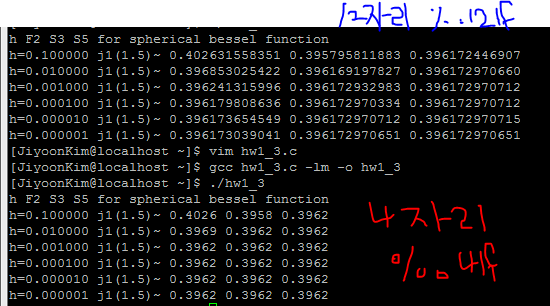 12자리 %.12lf
h F2 S3 S5 for spherical bessel function
h=0.100000 j1(1.5)~ 0.402631558351 0.395795811883 0.396172446907
h=0.010000 j1(1.5)~ 0.396853025422 0.396169197827 0.396172970660
h=0.001000 j1(1.5)~ 0.396241315996 0.396172932983 0.396172970712
h=0.000100 j1(1.5)~ 0.396179808636 0.396172970334 0.396172970712
h=0.000010 j1(1.5)~ 0.396173654549 0.396172970712 0.396172970715
h=0.000001 j1(1.5)~ 0.396173039041 0.396172970651 0.396172970651
[JiyoonKim@localhost ~]$ vim hw1_3.c
[JiyoonKim@localhost ~]$ gcc hw1_3.c -lm -o hw1_3
[JiyoonKim@localhost ~]$ ./hw1_3
h F2 S3 S5 for spherical bessel function
h=0.100000 j1(1.5)~ 0.4026 0.3958 0.3962
h=0.010000 j1(1.5)~ 0.3969 0.3962 0.3962
h=0.001000 j1(1.5)~ 0.3962 0.3962 0.3962
h=0.000100 j1(1.5)~ 0.3962 0.3962 0.3962
h=0.000010 j1(1.5)~ 0.3962 0.3962 0.3962
h=0.000001 j1(1.5)~ 0.3962 0.3962 0.3962
4자리
%.4lf